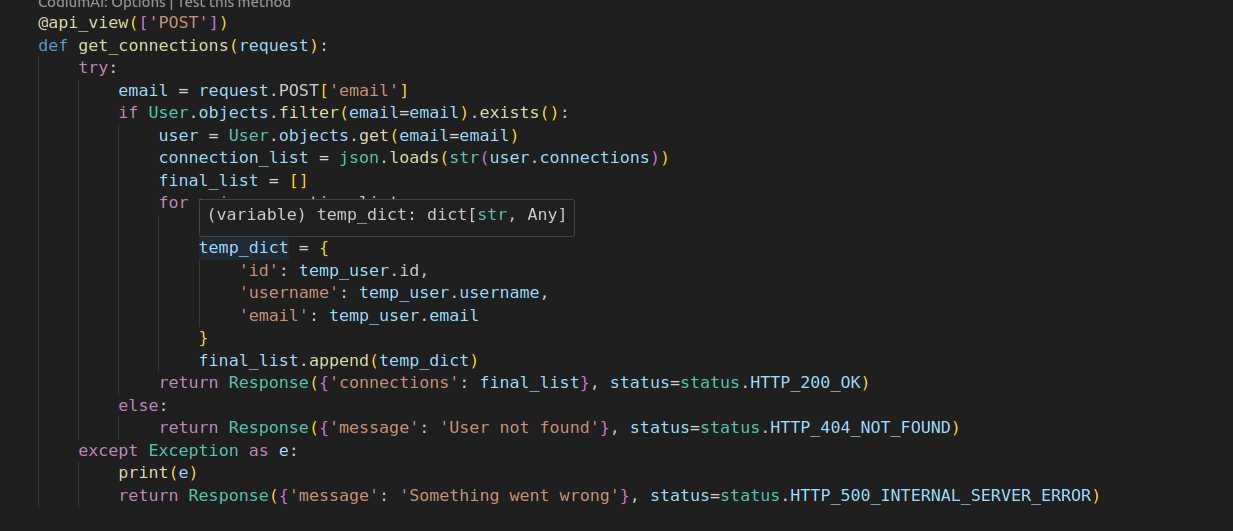 CodiumAI: Options | Test this method
@api_view(['POST'])
def get_connections(request):
try:
email = request.POST['email']
if User.objects.filter(email=email).exists():
user = User.objects.get(email=email)
connection_list = json.loads(str(user.connections))
final_list = []
for
(variable) temp_dict: dict[str, Any]
temp_dict = {
'id': temp_user.id,
'username': temp_user.username,
'email': temp_user.email
}
final_list.append(temp_dict)
return Response({'connections': final_list}, status=status.HTTP_200_OK)
else:
return Response({'message': 'User not found'}, status=status.HTTP_404_NOT_FOUND)
except Exception as e:
print(e)
return Response({'message': 'Something went wrong'}, status=status.HTTP_500_INTERNAL_SERVER_ERROR)